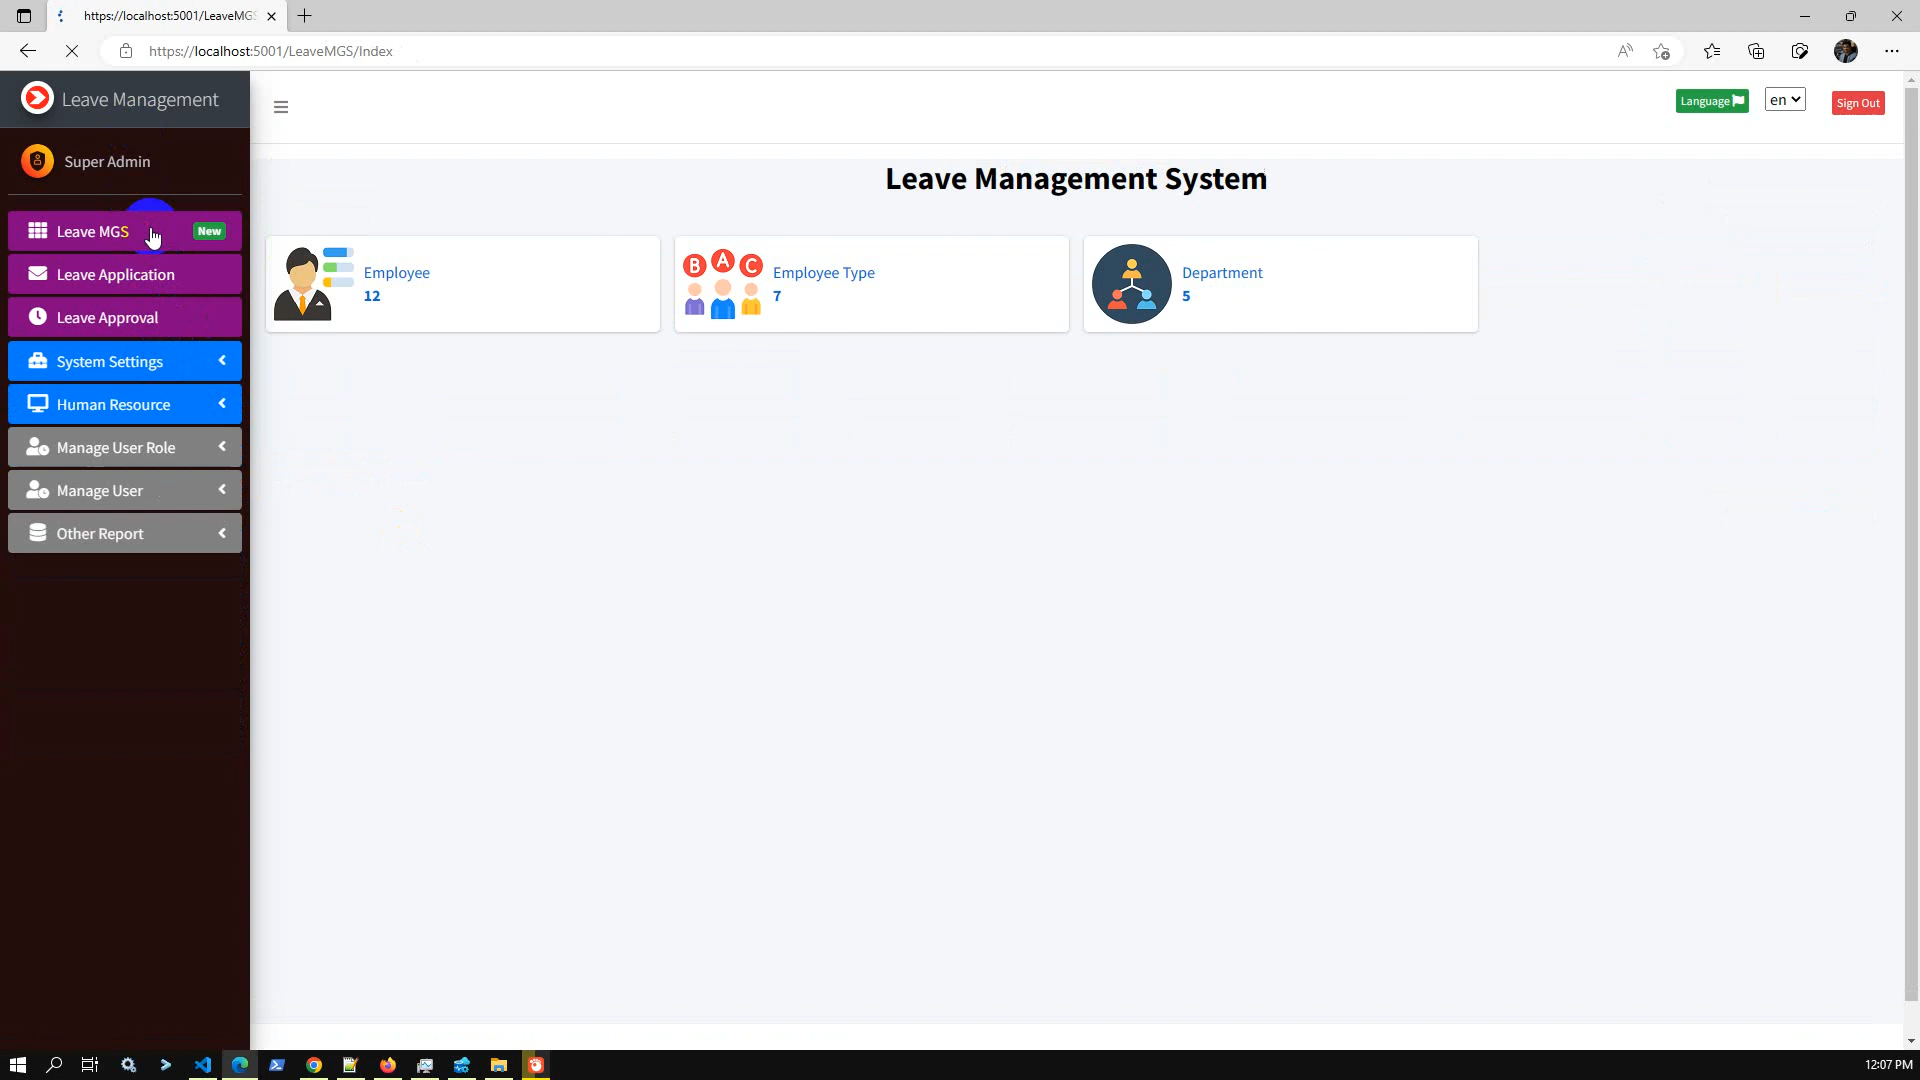 https://localhost:5001/LeaveMGS
https://localhost:5001/LeaveMGS/Index
Leave Management
Language
en
Sign Out
Super Admin
Leave Management System
Leave MGS
New
Leave Application
Leave Approval
System Settings
Human Resource
Manage User Role
Manage User
Other Report
Employee
12
B A C
Employee Type
7
Department
5
12:07 PM